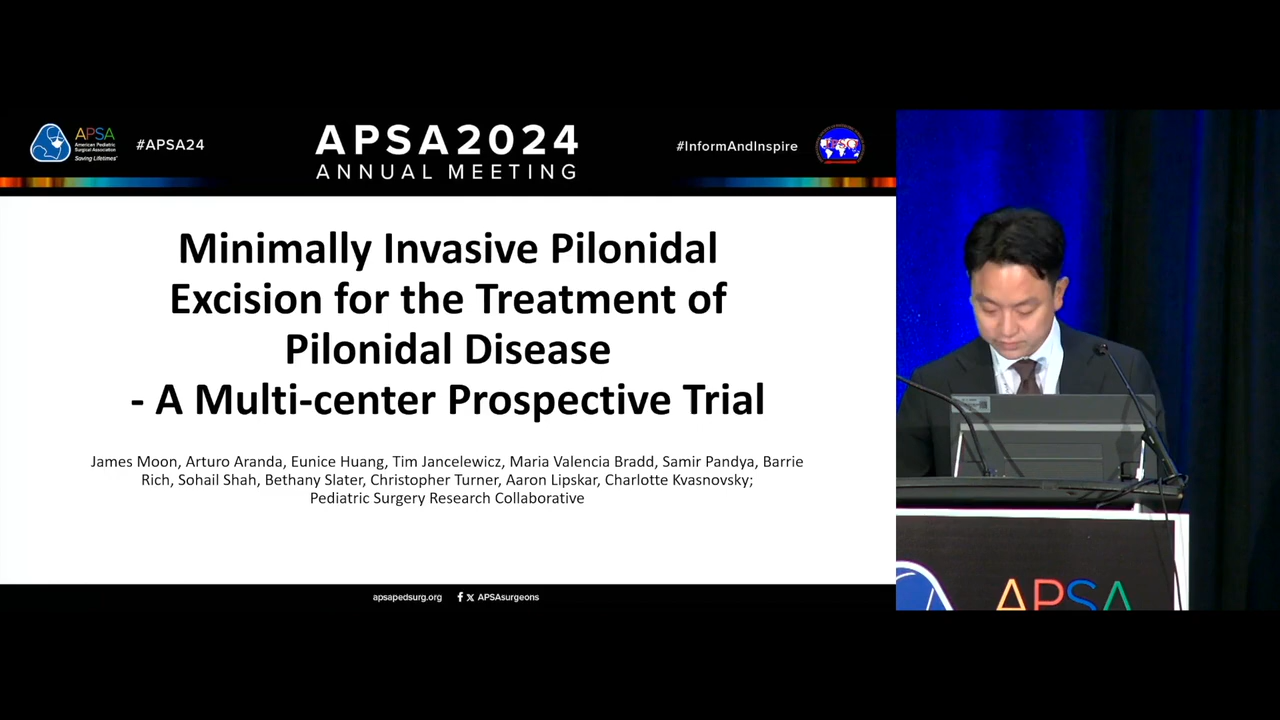 APSA
American Pediatric
Surgical Association
Saving Lifetimes
#APSA24
APSA2024
ANNUAL MEETING
#InformAndInspire
Minimally Invasive Pilonidal
Excision for the Treatment of
Pilonidal Disease
- A Multi-center Prospective Trial
James Moon, Arturo Aranda, Eunice Huang, Tim Jancelewicz, Maria Valencia Bradd, Samir Pandya, Barrie
Rich, Sohail Shah, Bethany Slater, Christopher Turner, Aaron Lipskar, Charlotte Kvasnovsky;
Pediatric Surgery Research Collaborative
apsapedsurg.org
APSAsurgeons
APSA